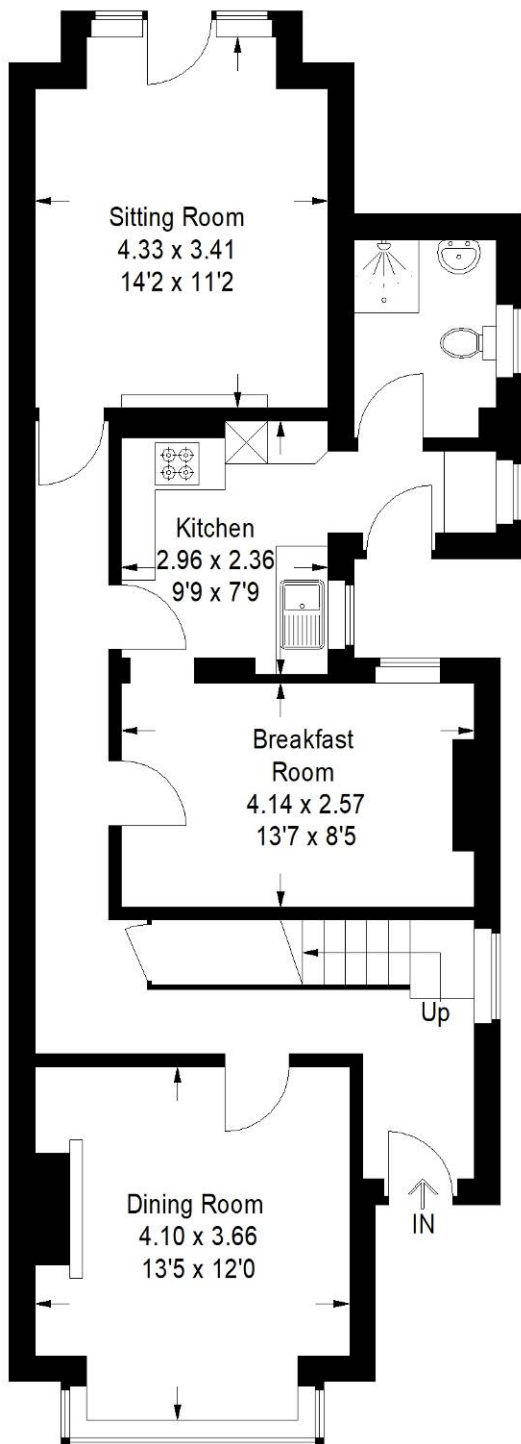 Sitting Room
4.33 x 3.41
14'2 x 11'2
Kitchen
2.96 x 2.36
9'9 x 7'9
Breakfast
Room
4.14 x 2.57
13'7 x 8'5
Up
Dining Room
4.10 x 3.66
13'5 x 12'0
IN